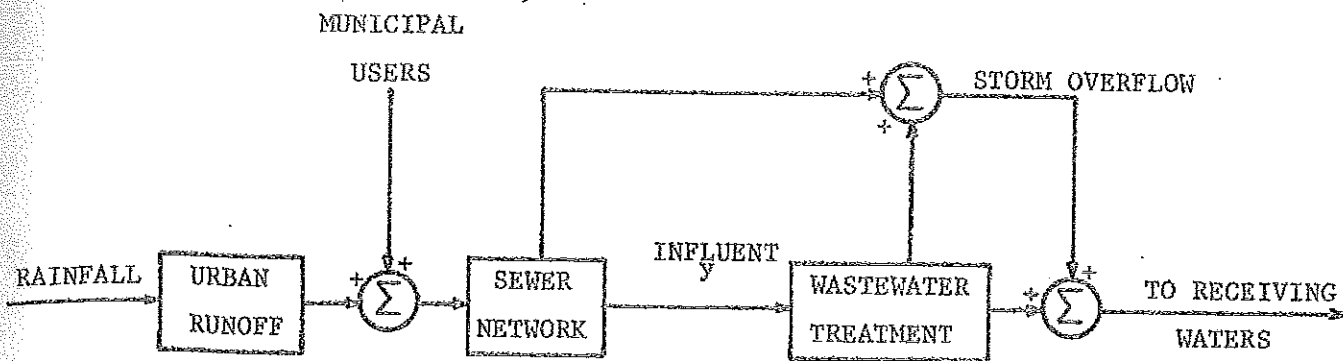 MUNICIPAL
USERS
+
Σ
+
STORM OVERFLOW
RAINFALL
URBAN
RUNOFF
+
+
Σ
SEWER
NETWORK
INFLUENT
y
WASTEWATER
TREATMENT
+
+
Σ
TO RECEIVING
WATERS